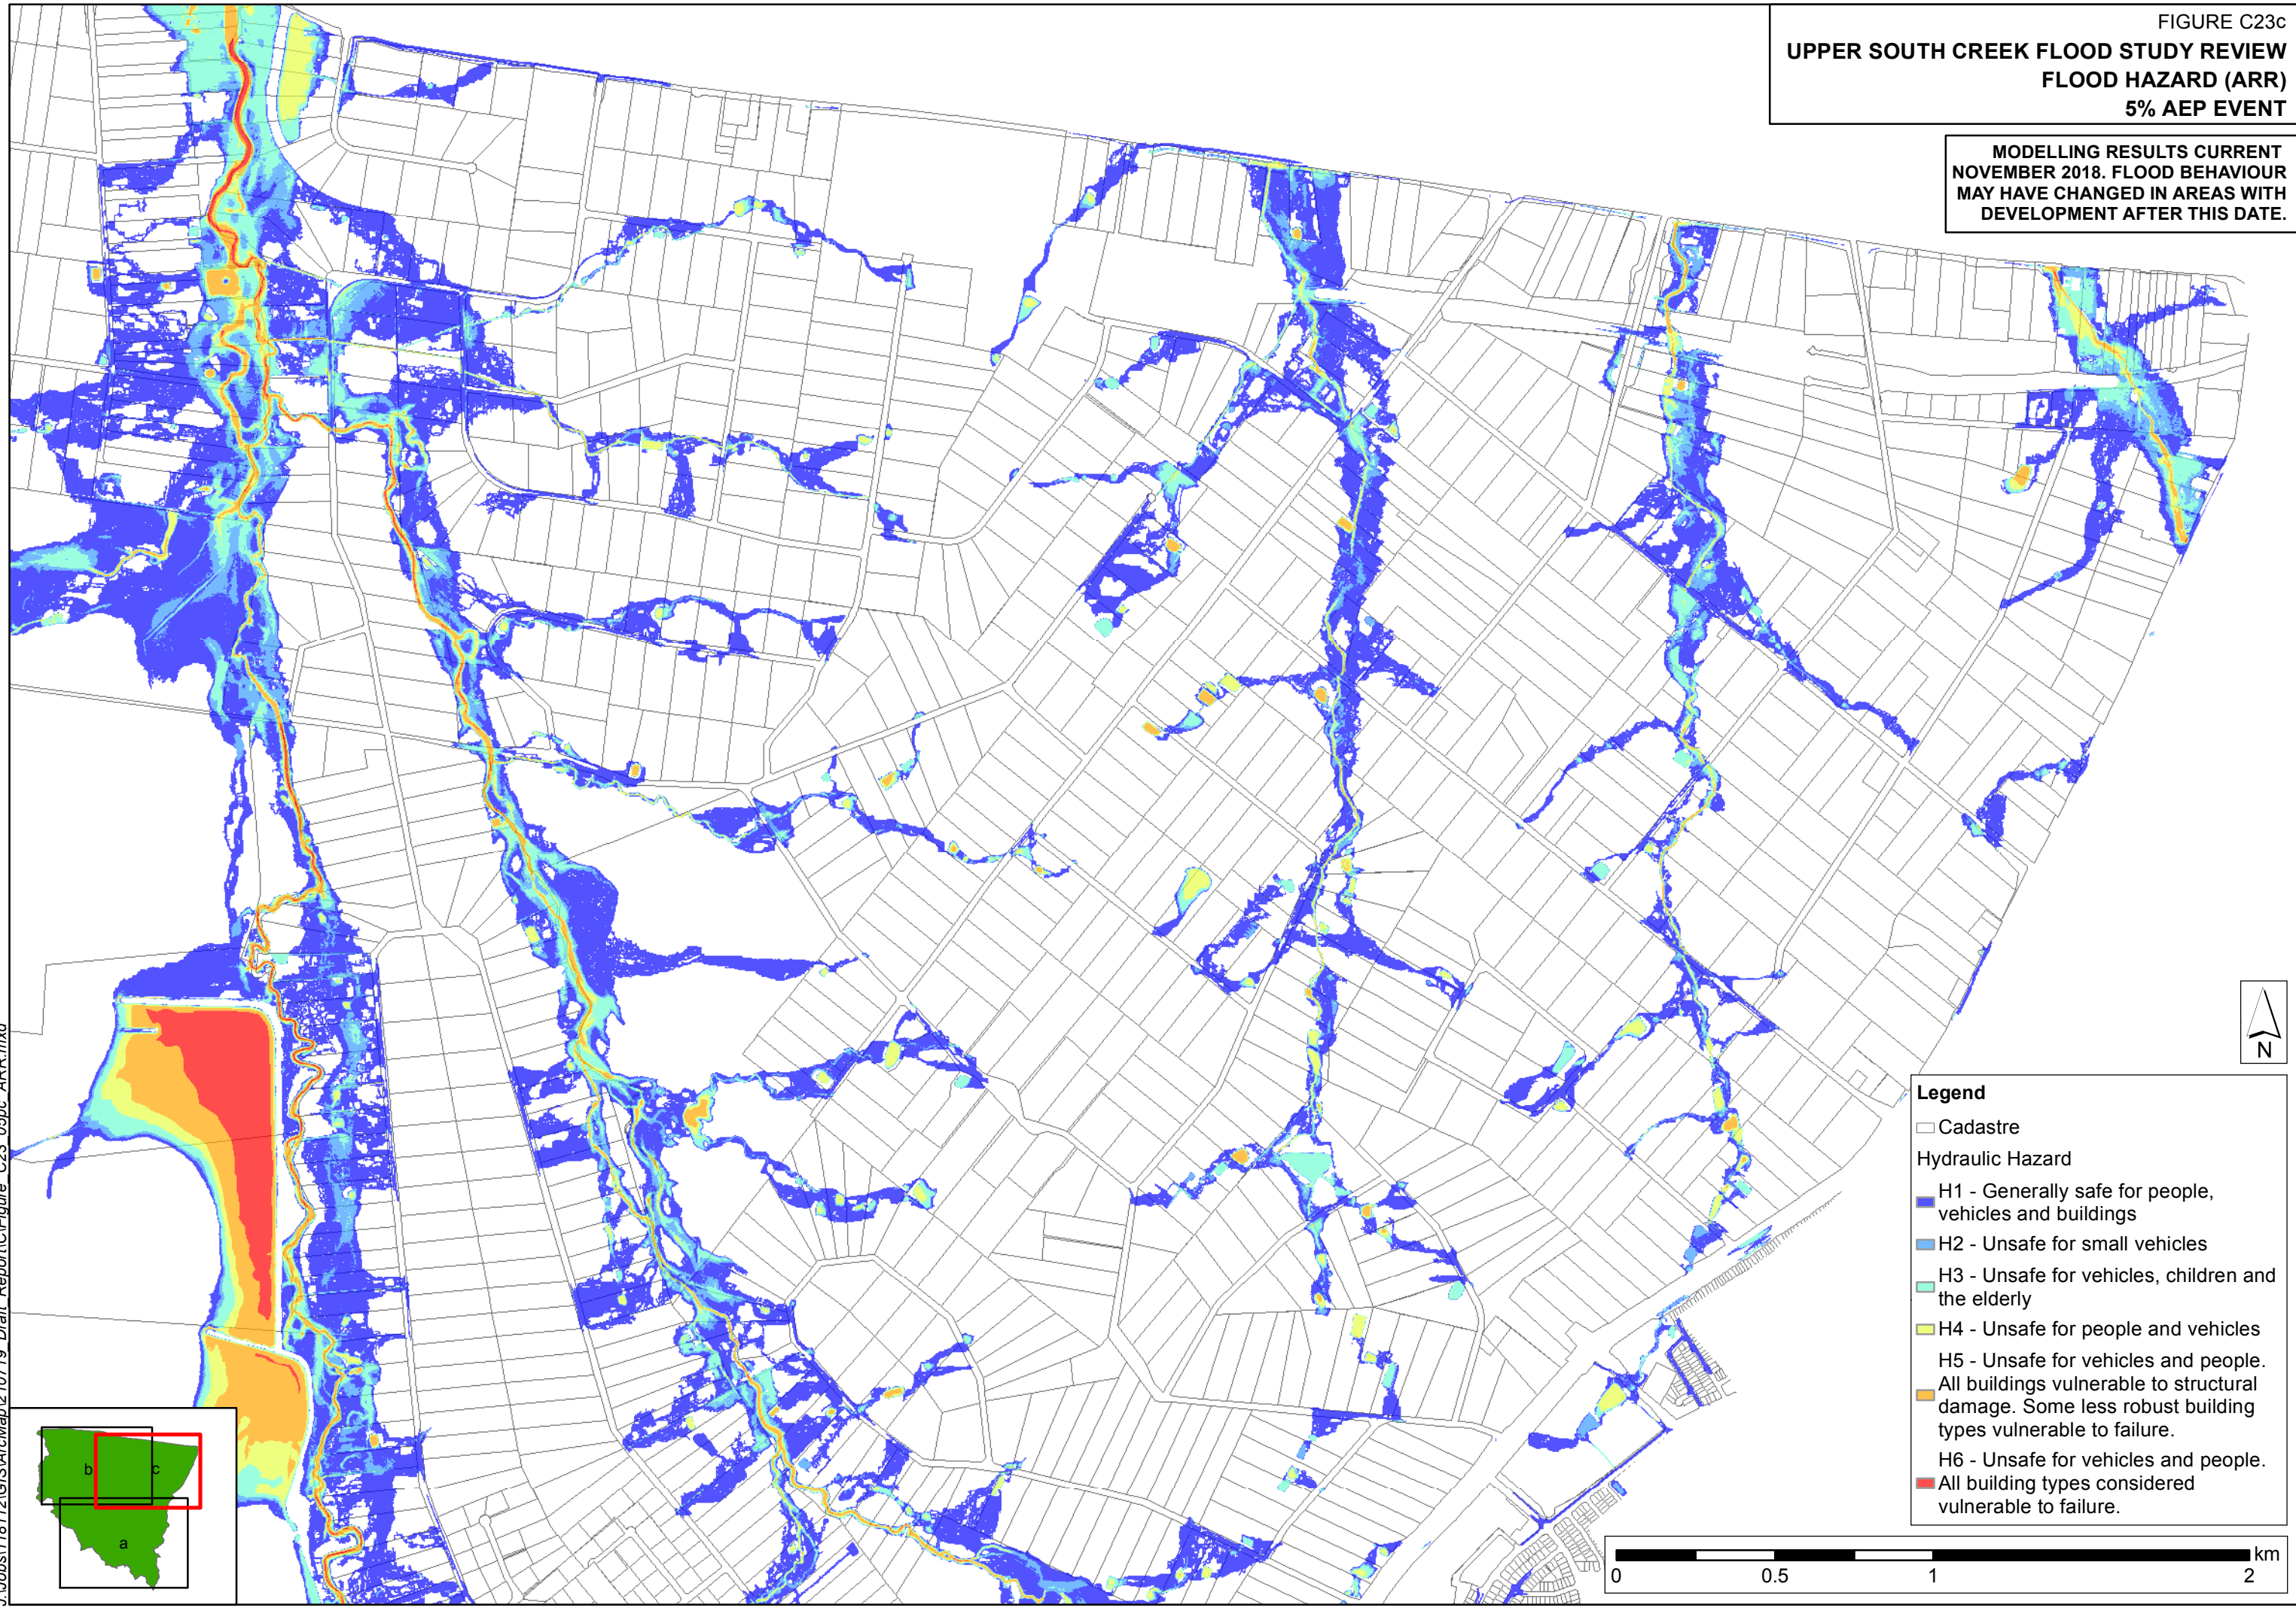 FIGURE C23c
UPPER SOUTH CREEK FLOOD STUDY REVIEW
FLOOD HAZARD (ARR)
5% AEP EVENT
MODELLING RESULTS CURRENT
NOVEMBER 2018. FLOOD BEHAVIOUR
MAY HAVE CHANGED IN AREAS WITH
DEVELOPMENT AFTER THIS DATE.
N
Legend
Cadastre
Hydraulic Hazard
H1 - Generally safe for people,
vehicles and buildings
H2 - Unsafe for small vehicles
H3 - Unsafe for vehicles, children and
the elderly
H4 - Unsafe for people and vehicles
H5 - Unsafe for vehicles and people.
All buildings vulnerable to structural
damage. Some less robust building
types vulnerable to failure.
H6 - Unsafe for vehicles and people.
All building types considered
vulnerable to failure.
km
0 0.5 1 2
b c
a